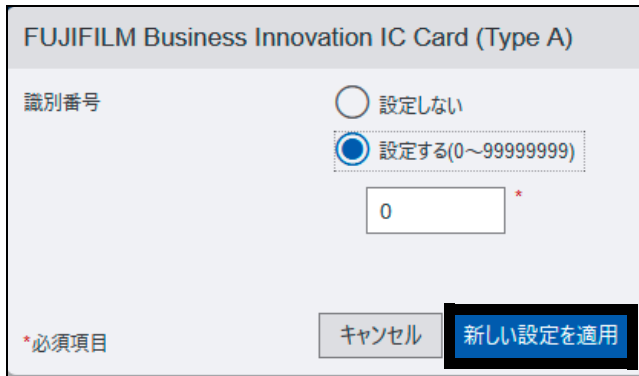 FUJIFILM Business Innovation IC Card (Type A)
識別番号
設定しない
設定する(0～99999999)
0
*
*必須項目
キャンセル
新しい設定を適用